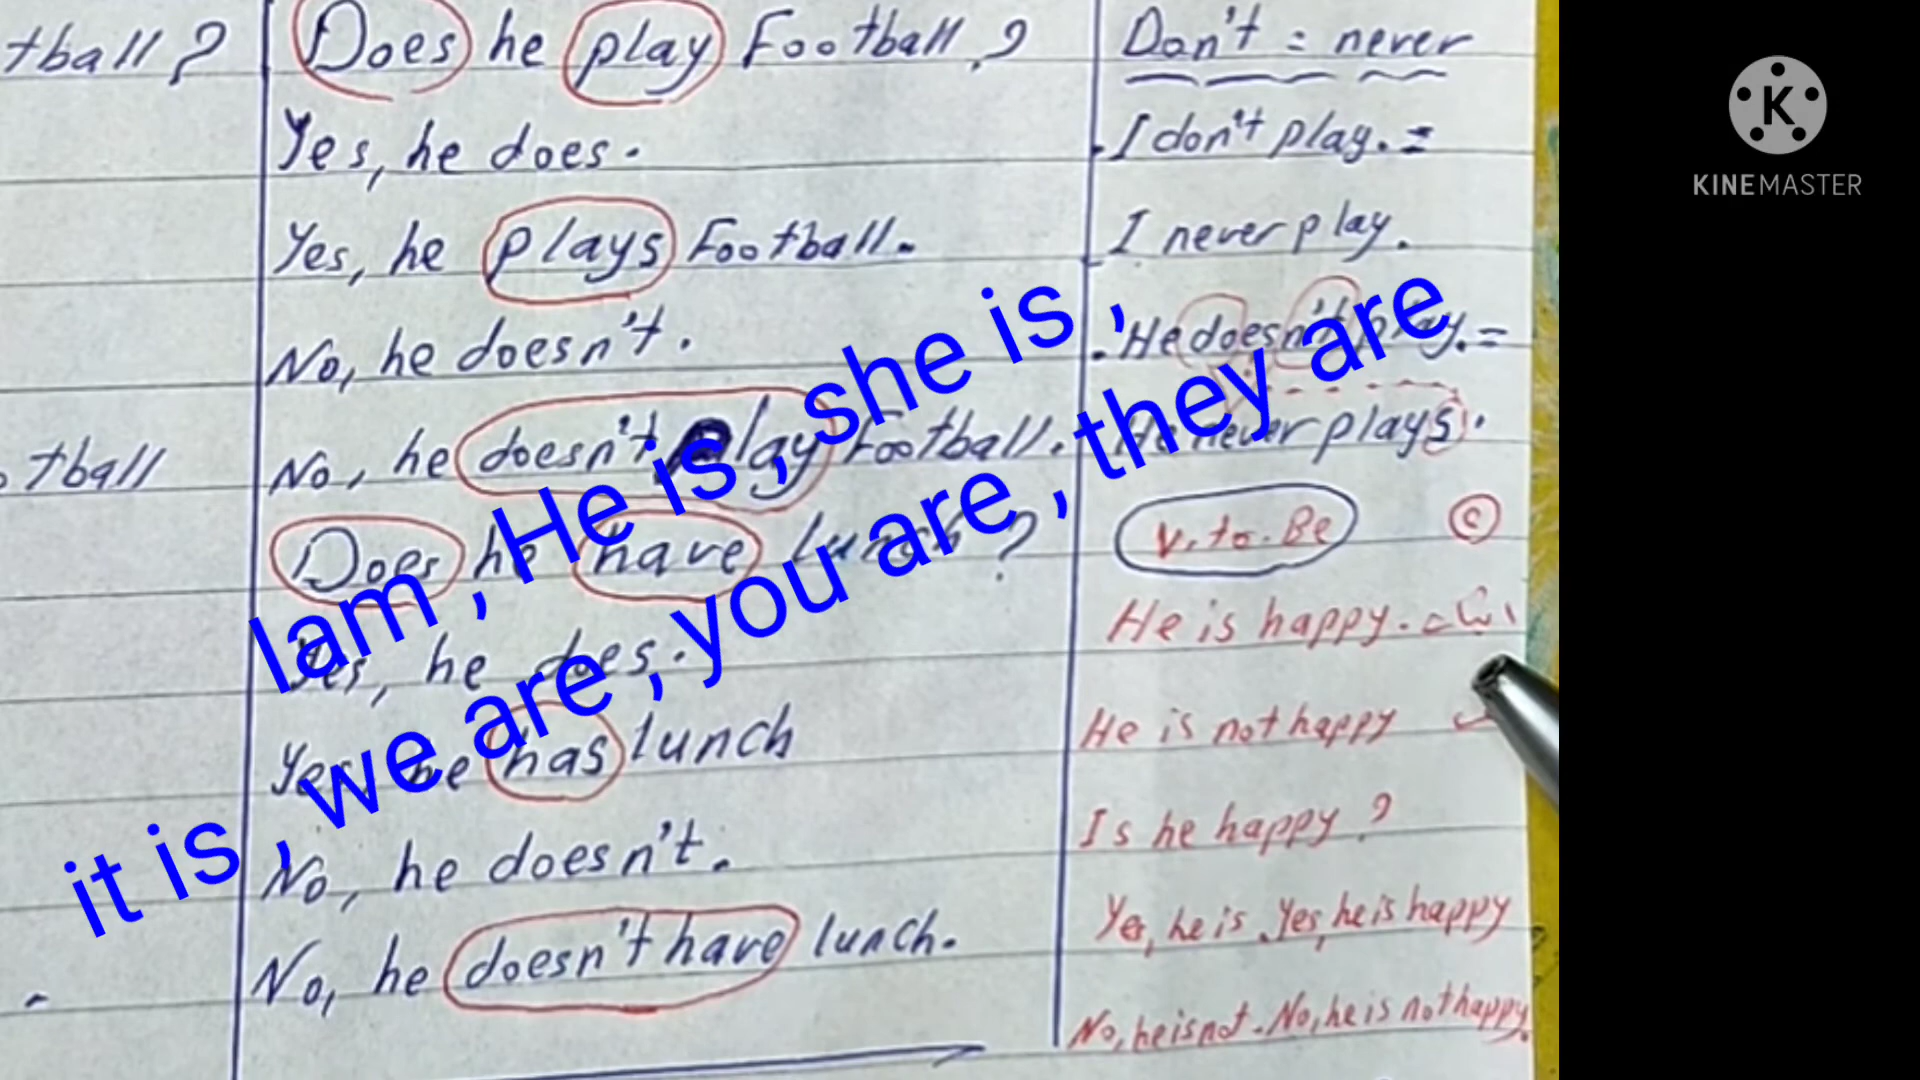 tball?
otball
Does he play Football?
Yes, he does.
Yes, he plays Football.
No, he doesn't.
No, he doesn't play Football.
Does he have lunch?
Yes, he does.
Yes, he has lunch
No, he doesn't.
No, he doesn't have lunch.
Don't = never
. I don't play. =
I never play.
. He doesn't play. =
He never plays.
V. to. Be
He is happy.
He is not happy
Is he happy?
Yes, he is. Yes, he is happy
No, he is not. No, he is not happy.
Iam , He is , she is ,
it is , we are , you are , they are
K
KINEMASTER